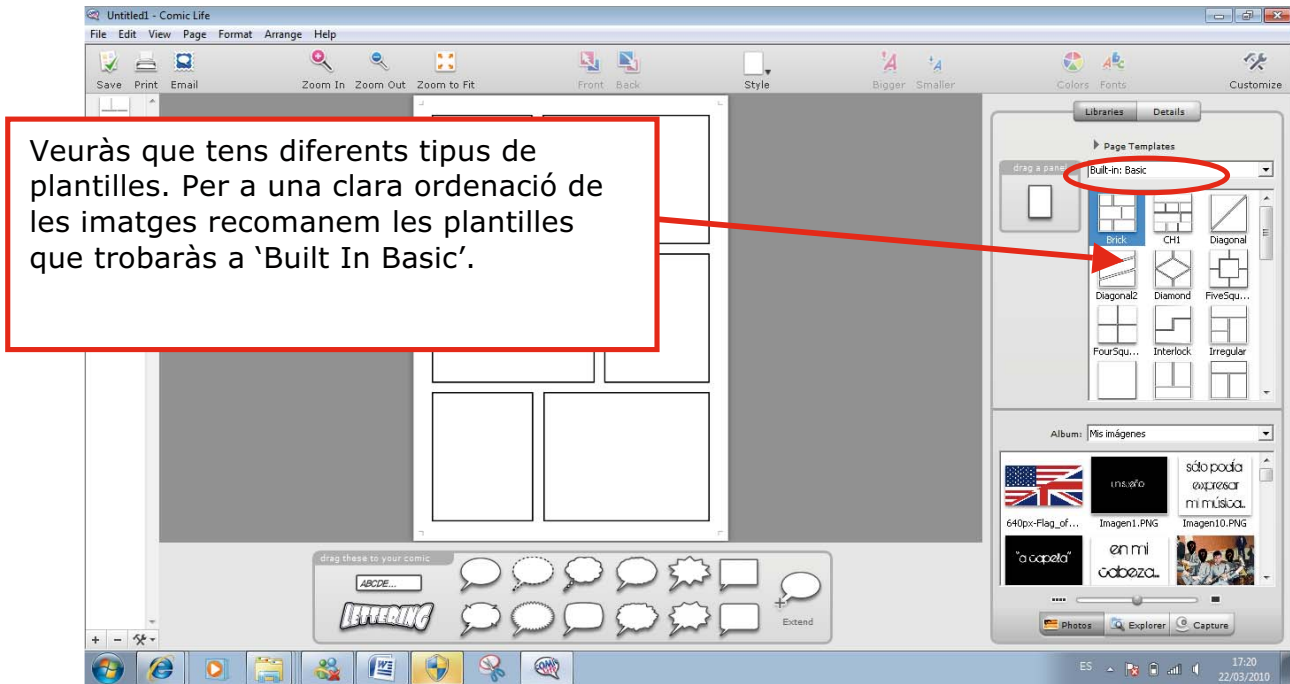 Untitled1 - Comic Life
File Edit View Page Format Arrange Help
Save Print Email Zoom In Zoom Out Zoom to Fit Front Back Style Bigger Smaller Colors Fonts Customize
Libraries Details
Page Templates
drag a panel
Built-in: Basic
Brick CH1 Diagonal
Diagonal2 Diamond FiveSqu...
FourSqu... Interlock Irregular
Veuràs que tens diferents tipus de
plantilles. Per a una clara ordenació de
les imatges recomanem les plantilles
que trobaràs a ‘Built In Basic’.
Album: Mis imágenes
sólo podía
expresar
mi música.
640px-Flag_of... Imagen1.PNG Imagen10.PNG
"a capela"
en mi
cabeza..
Photos Explorer Capture
drag these to your comic
ABCDE...
LETTERING
Extend
ES 17:20
22/03/2010